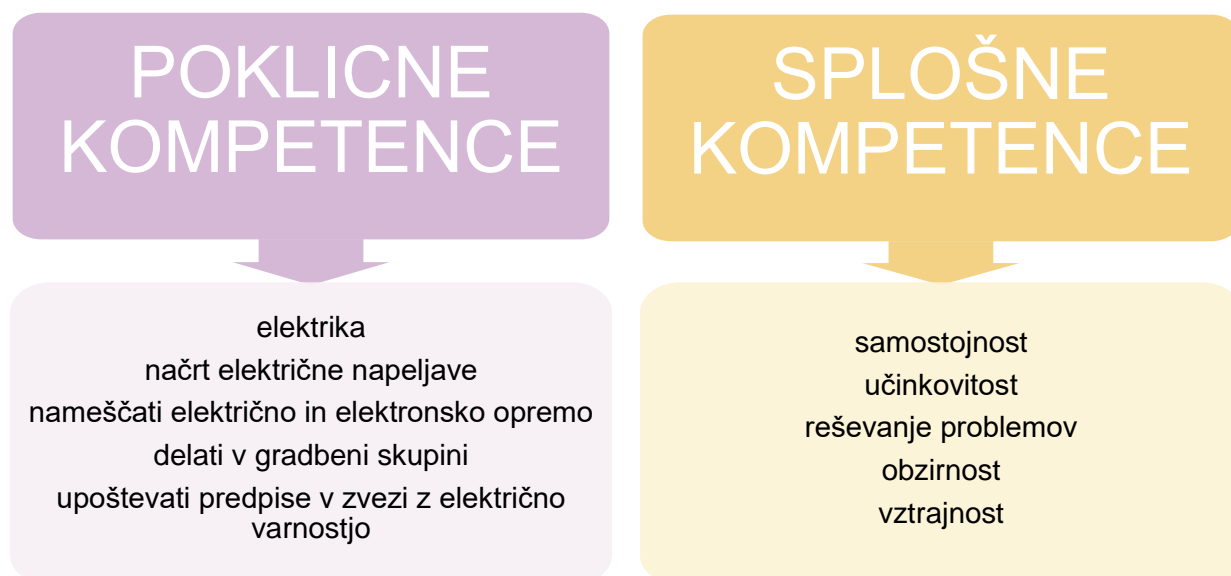 POKLICNE
KOMPETENCE
elektrika
načrt električne napeljave
nameščati električno in elektronsko opremo
delati v gradbeni skupini
upoštevati predpise v zvezi z električno
varnostjo
SPLOŠNE
KOMPETENCE
samostojnost
učinkovitost
reševanje problemov
obzirnost
vztrajnost